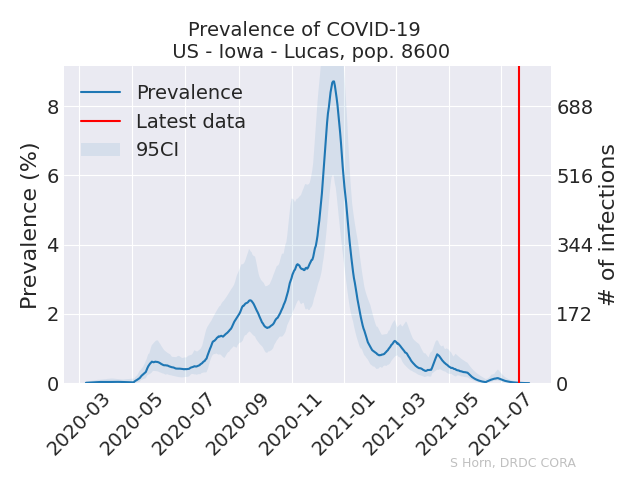 Prevalence of COVID-19
US - Iowa - Lucas, pop. 8600
Prevalence
Latest data
95CI
Prevalence (%)
8
6
4
2
0
688
516
344
172
0
# of infections
2020-03
2020-05
2020-07
2020-09
2020-11
2021-01
2021-03
2021-05
2021-07
S Horn, DRDC CORA